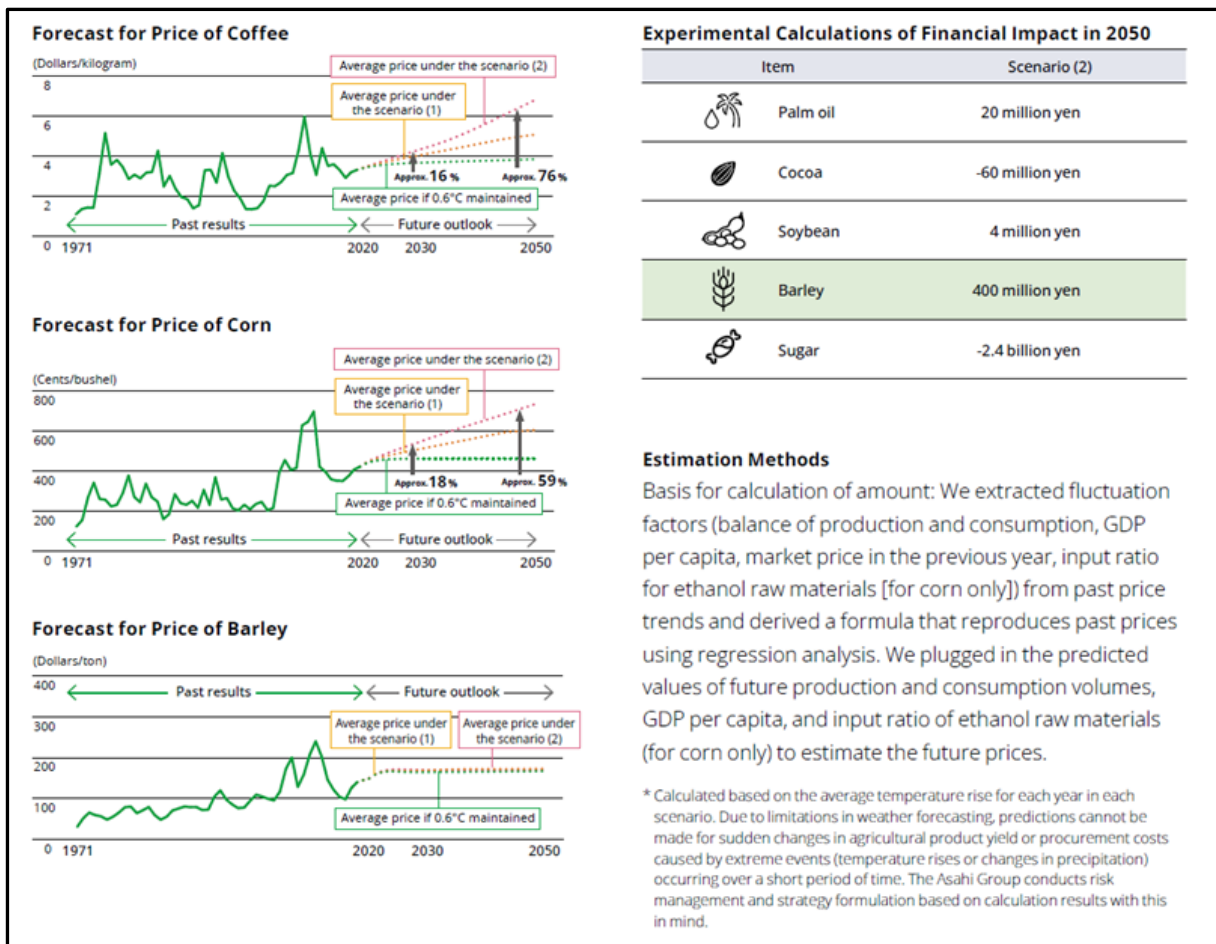 Forecast for Price of Coffee
(Dollars/kilogram)
8
6
4
2
0
Average price under the scenario (2)
Average price under
the scenario (1)
Approx. 16 %
Approx. 76 %
Average price if 0.6°C maintained
Past results
Future outlook
1971
2020
2030
2050
Forecast for Price of Corn
(Cents/bushel)
800
600
400
200
0
Average price under the scenario (2)
Average price under
the scenario (1)
Approx. 18 %
Approx. 59 %
Average price if 0.6°C maintained
Past results
Future outlook
1971
2020
2030
2050
Forecast for Price of Barley
(Dollars/ton)
400
300
200
100
0
Past results
Future outlook
Average price under
the scenario (1)
Average price under
the scenario (2)
Average price if 0.6°C maintained
1971
2020
2030
2050
Experimental Calculations of Financial Impact in 2050
Item Scenario (2)
Palm oil 20 million yen
Cocoa -60 million yen
Soybean 4 million yen
Barley 400 million yen
Sugar -2.4 billion yen
Estimation Methods
Basis for calculation of amount: We extracted fluctuation
factors (balance of production and consumption, GDP
per capita, market price in the previous year, input ratio
for ethanol raw materials [for corn only]) from past price
trends and derived a formula that reproduces past prices
using regression analysis. We plugged in the predicted
values of future production and consumption volumes,
GDP per capita, and input ratio of ethanol raw materials
(for corn only) to estimate the future prices.
* Calculated based on the average temperature rise for each year in each
scenario. Due to limitations in weather forecasting, predictions cannot be
made for sudden changes in agricultural product yield or procurement costs
caused by extreme events (temperature rises or changes in precipitation)
occurring over a short period of time. The Asahi Group conducts risk
management and strategy formulation based on calculation results with this
in mind.